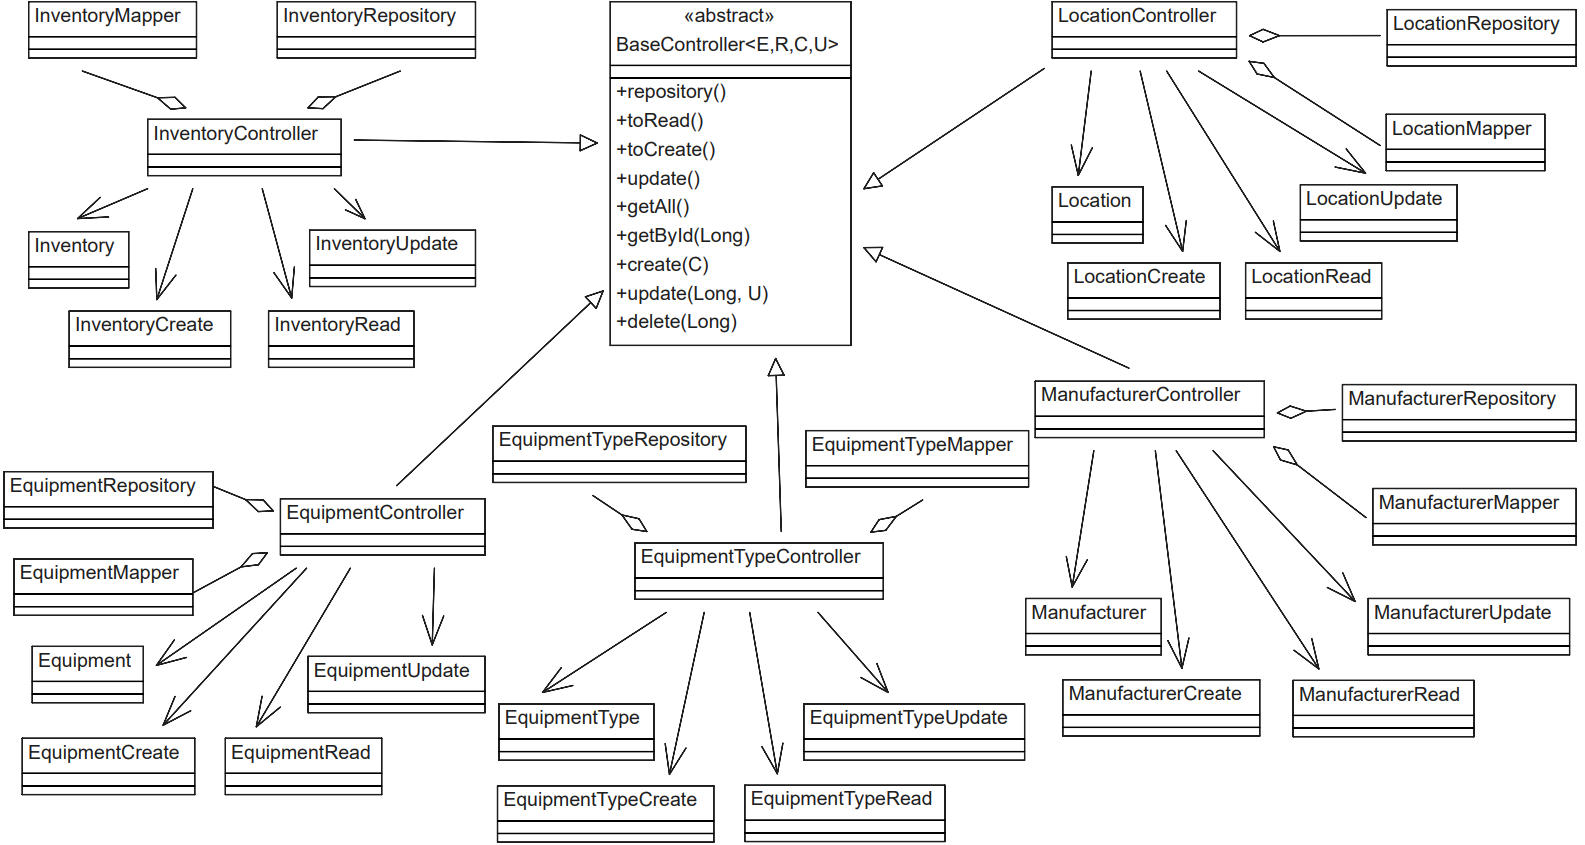 InventoryMapper
InventoryRepository
InventoryController
Inventory
InventoryUpdate
InventoryCreate
InventoryRead
«abstract»
BaseController<E,R,C,U>
+repository()
+toRead()
+toCreate()
+update()
+getAll()
+getById(Long)
+create(C)
+update(Long, U)
+delete(Long)
LocationController
LocationRepository
LocationMapper
Location
LocationUpdate
LocationCreate
LocationRead
EquipmentRepository
EquipmentController
EquipmentMapper
Equipment
EquipmentUpdate
EquipmentCreate
EquipmentRead
EquipmentTypeRepository
EquipmentTypeMapper
EquipmentTypeController
EquipmentType
EquipmentTypeUpdate
EquipmentTypeCreate
EquipmentTypeRead
ManufacturerController
ManufacturerRepository
ManufacturerMapper
Manufacturer
ManufacturerUpdate
ManufacturerCreate
ManufacturerRead